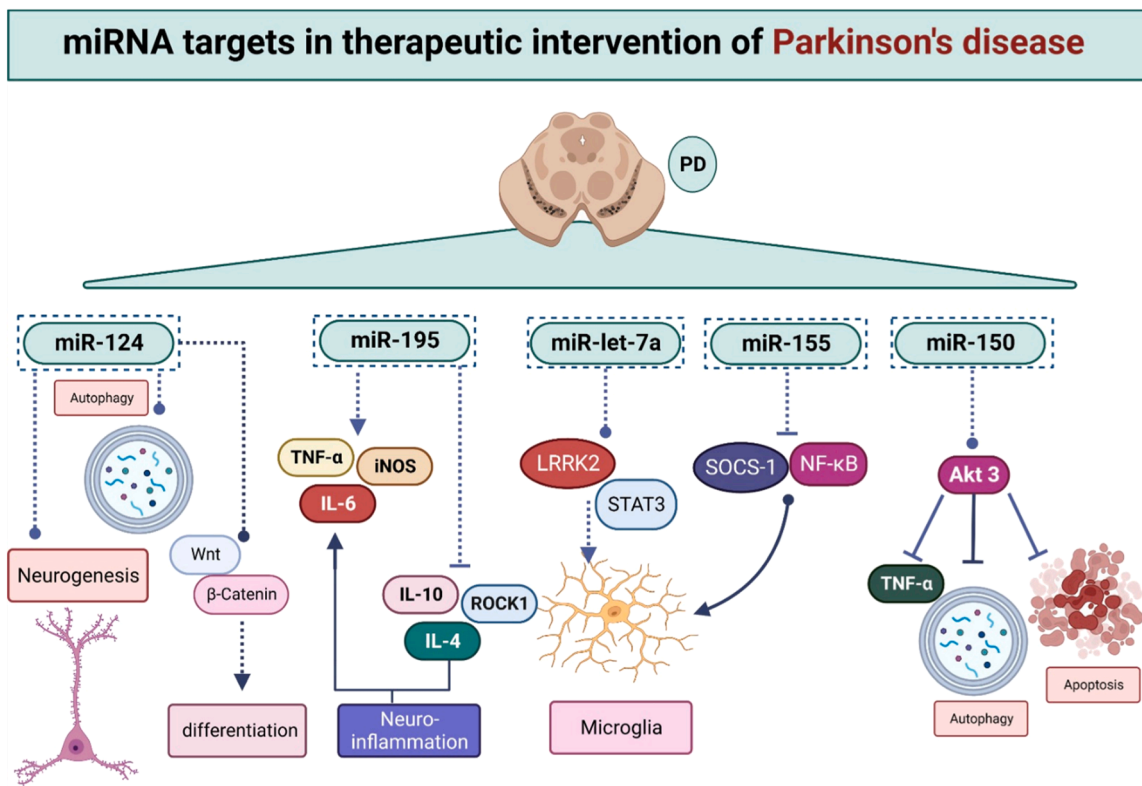 miRNA targets in therapeutic intervention of Parkinson's disease
PD
miR-124
miR-195
miR-let-7a
miR-155
miR-150
Autophagy
TNF-α
iNOS
IL-6
LRRK2
STAT3
SOCS-1
NF-κB
Akt 3
Wnt
β-Catenin
Neurogenesis
IL-10
ROCK1
IL-4
TNF-α
differentiation
Neuro-
inflammation
Microglia
Autophagy
Apoptosis